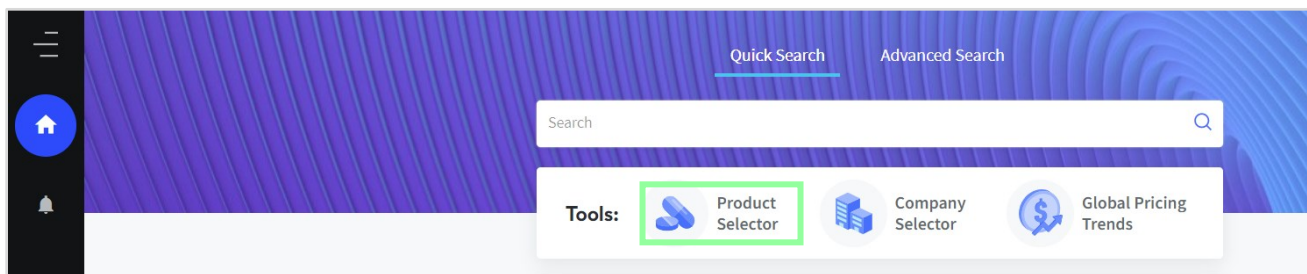 Quick Search Advanced Search
Search
Tools: Product Selector Company Selector Global Pricing Trends